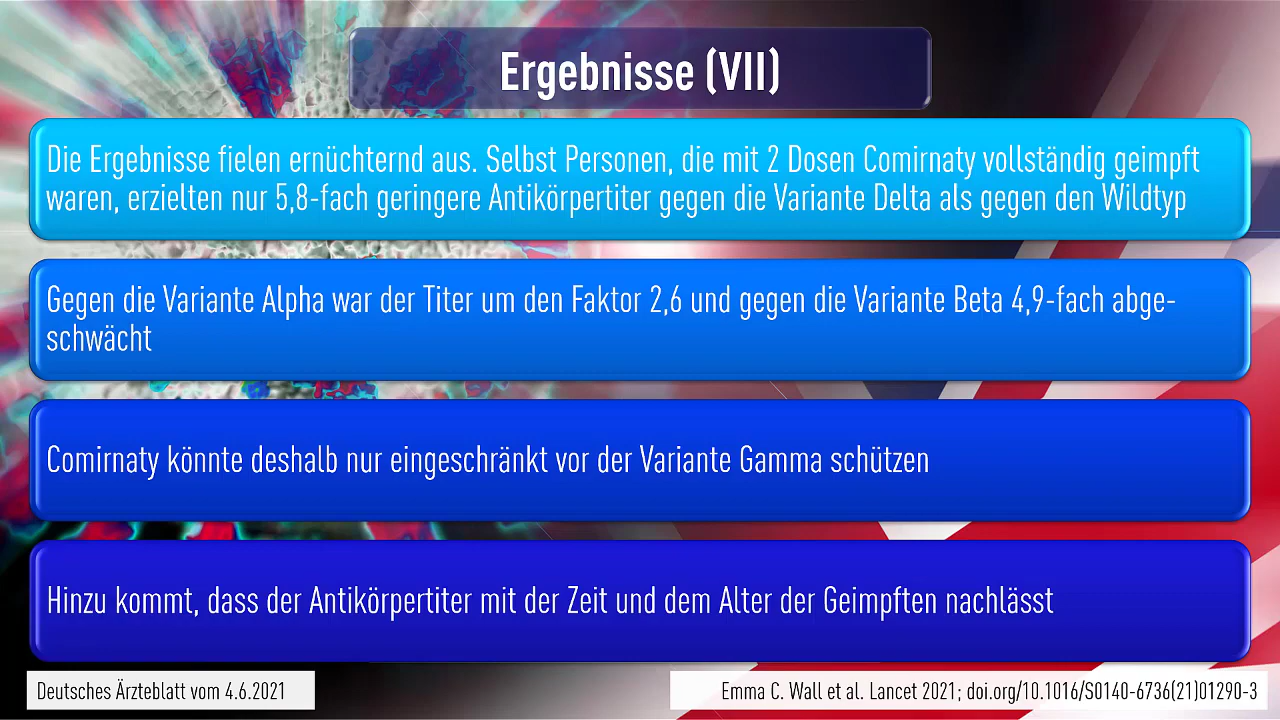 Ergebnisse (VII)
Die Ergebnisse fielen ernüchternd aus. Selbst Personen, die mit 2 Dosen Comirnaty vollständig geimpft
waren, erzielten nur 5,8-fach geringere Antikörpertiter gegen die Variante Delta als gegen den Wildtyp
Gegen die Variante Alpha war der Titer um den Faktor 2,6 und gegen die Variante Beta 4,9-fach abge-
schwächt
Comirnaty könnte deshalb nur eingeschränkt vor der Variante Gamma schützen
Hinzu kommt, dass der Antikörpertiter mit der Zeit und dem Alter der Geimpften nachlässt
Deutsches Ärzteblatt vom 4.6.2021
Emma C. Wall et al. Lancet 2021; doi.org/10.1016/S0140-6736(21)01290-3